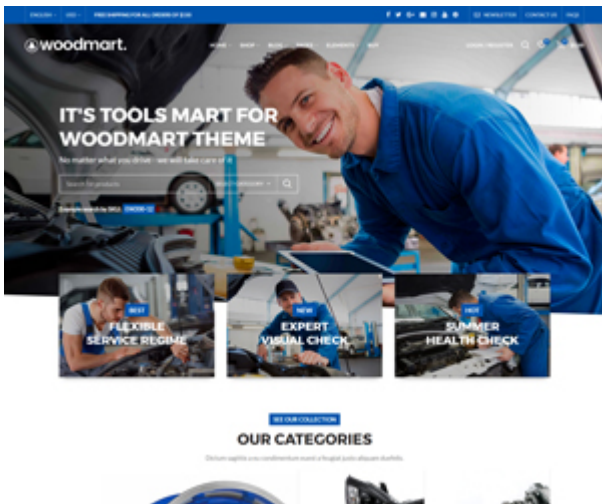 ENGLISH USD FREE SHIPPING FOR ALL ORDERS OF $150 NEWSLETTER CONTACT US FAQS
woodmart.
HOME SHOP BLOG PAGES ELEMENTS BUY LOGIN / REGISTER
IT'S TOOLS MART FOR
WOODMART THEME
No matter what you drive - we will take care of it
Search for products SELECT CATEGORY
BEST
FLEXIBLE
SERVICE REGIME
NEW
EXPERT
VISUAL CHECK
HOT
SUMMER
HEALTH CHECK
SEE OUR COLLECTION
OUR CATEGORIES